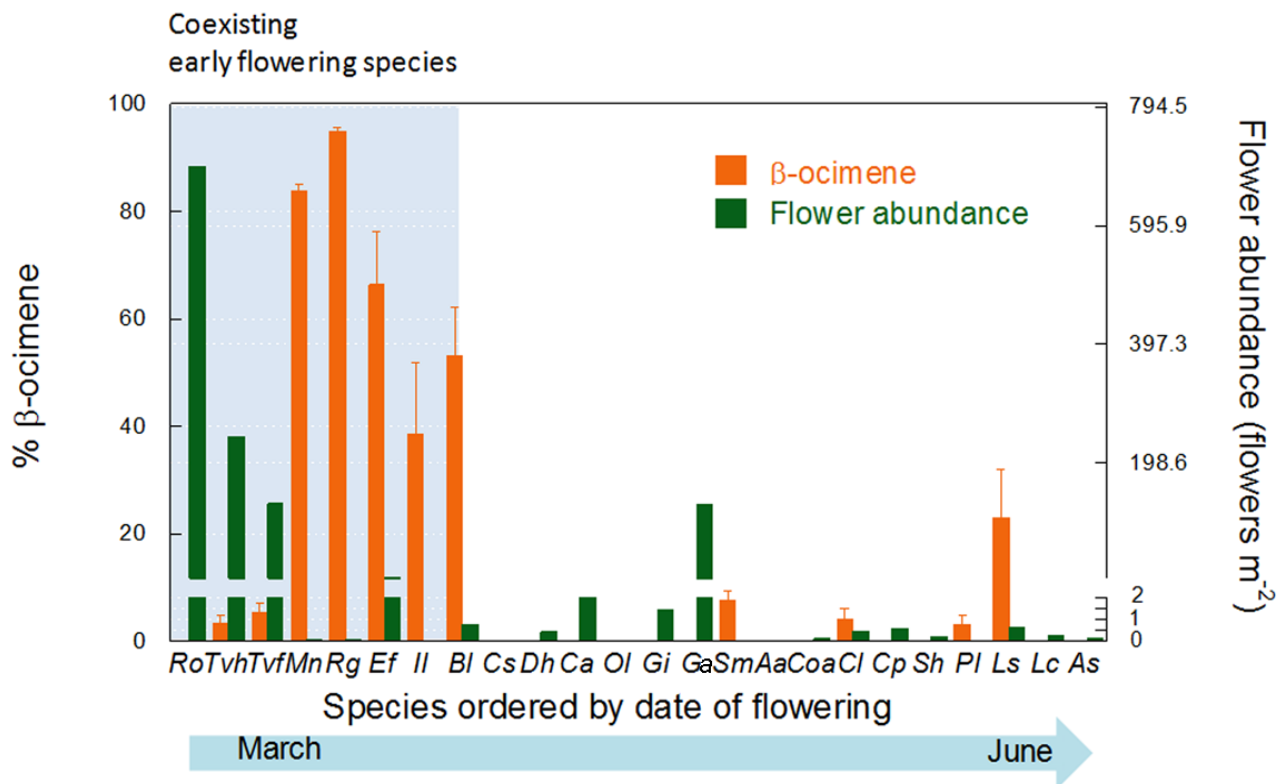 Coexisting
early flowering species
100
80
60
40
20
0
% β-ocimene
β-ocimene
Flower abundance
794.5
595.9
397.3
198.6
2
1
0
Flower abundance (flowers m-2)
Ro Tvh Tvf Mn Rg Ef Il Bl Cs Dh Ca Ol Gi Ga Sm Aa Coa Cl Cp Sh Pl Ls Lc As
Species ordered by date of flowering
March June